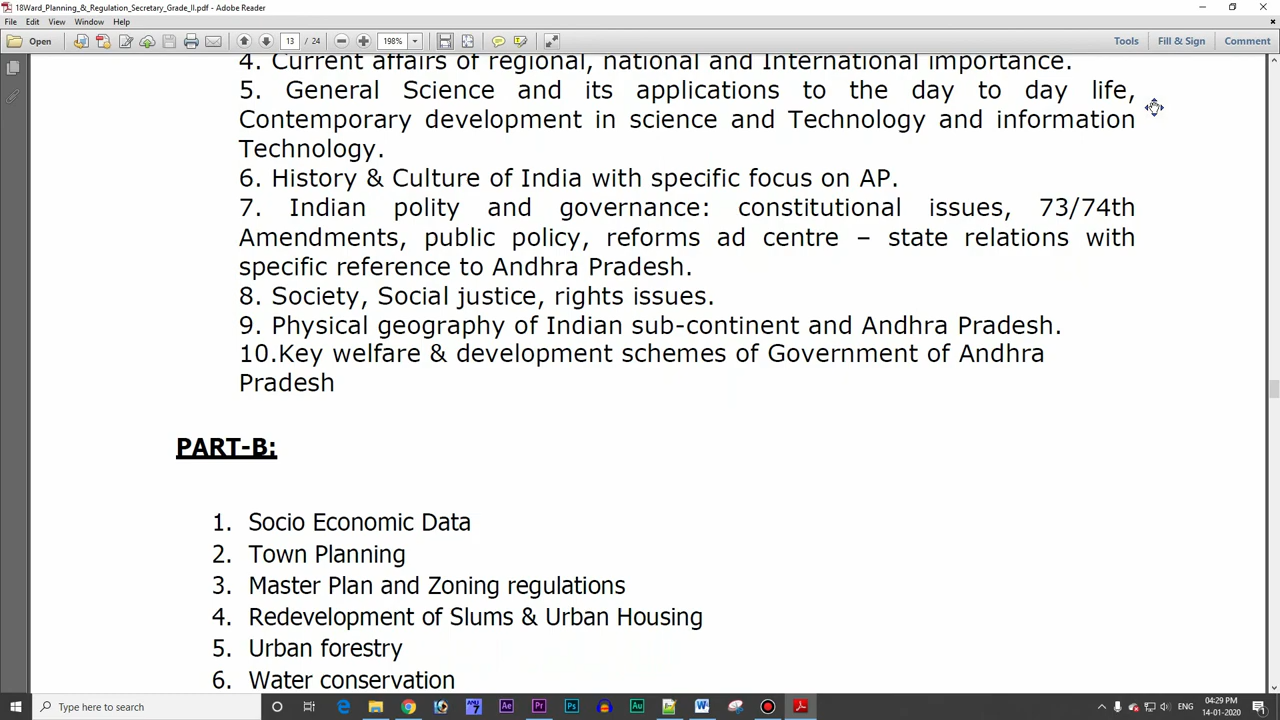 18Ward_Planning_&_Regulation_Secretary_Grade_II.pdf - Adobe Reader
File Edit View Window Help
Open 13 / 24 198% Tools Fill & Sign Comment
4. Current affairs of regional, national and International importance.
5. General Science and its applications to the day to day life,
Contemporary development in science and Technology and information
Technology.
6. History & Culture of India with specific focus on AP.
7. Indian polity and governance: constitutional issues, 73/74th
Amendments, public policy, reforms ad centre – state relations with
specific reference to Andhra Pradesh.
8. Society, Social justice, rights issues.
9. Physical geography of Indian sub-continent and Andhra Pradesh.
10.Key welfare & development schemes of Government of Andhra
Pradesh
PART-B:
1. Socio Economic Data
2. Town Planning
3. Master Plan and Zoning regulations
4. Redevelopment of Slums & Urban Housing
5. Urban forestry
6. Water conservation
Type here to search
Ae Pr Ps Au W
ENG
04:29 PM
14-01-2020